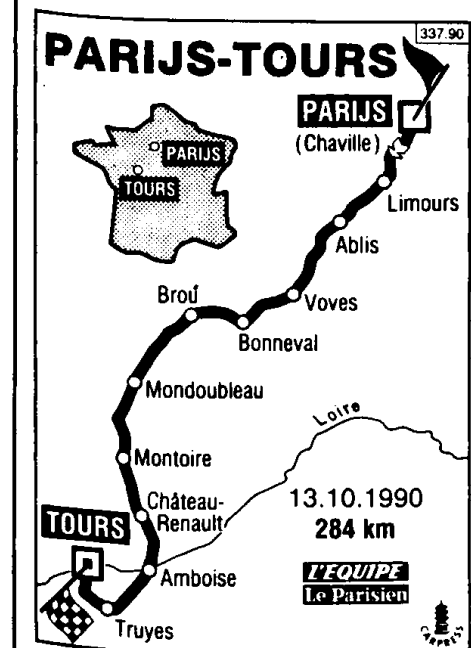 337.90
PARIJS-TOURS
PARIJS
(Chaville)
PARIJS
TOURS
Limours
Ablis
Voves
Brou
Bonneval
Mondoubleau
Loire
Montoire
Château-
Renault
13.10.1990
284 km
TOURS
Amboise
L'EQUIPE
Le Parisien
Truyes
CARPRESS